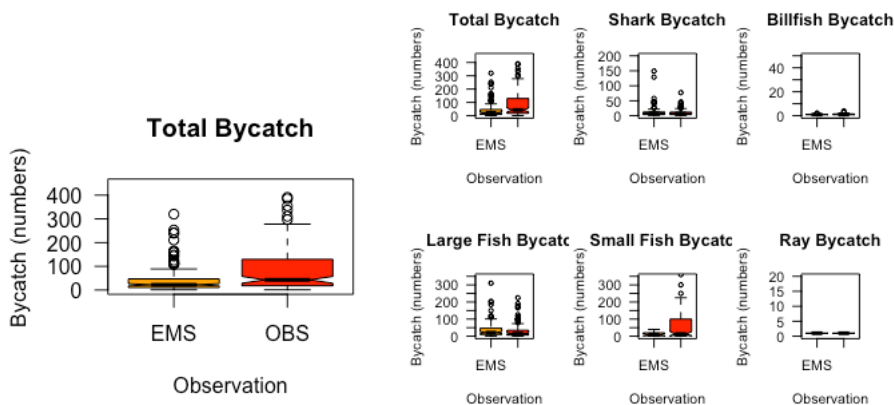 Total Bycatch
Bycatch (numbers)
400
300
200
100
0
EMS OBS
Observation
Total Bycatch
Bycatch (numbers)
400
300
200
100
0
EMS
Observation
Shark Bycatch
Bycatch (numbers)
200
150
100
50
0
EMS
Observation
Billfish Bycatch
Bycatch (numbers)
40
20
0
EMS
Observation
Large Fish Bycatc
Bycatch (numbers)
300
200
100
0
EMS
Observation
Small Fish Bycatc
Bycatch (numbers)
300
200
100
0
EMS
Observation
Ray Bycatch
Bycatch (numbers)
20
15
10
5
0
EMS
Observation